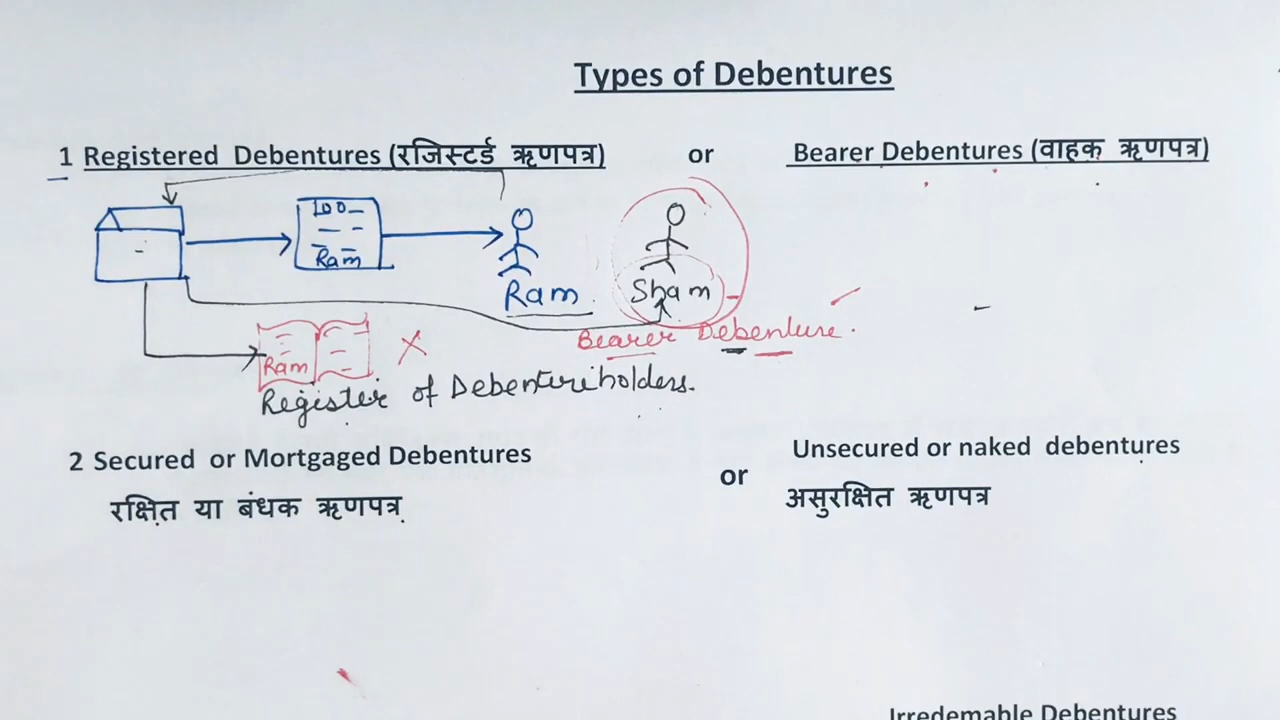 Types of Debentures
1 Registered Debentures (रजिस्टर्ड ऋणपत्र) or Bearer Debentures (वाहक ऋणपत्र)
100
Ram
Ram
Sham
Bearer Debenture.
Ram
Register of Debentureholders.
2 Secured or Mortgaged Debentures or Unsecured or naked debentures
रक्षित या बंधक ऋणपत्र असुरक्षित ऋणपत्र
Irredemable Debentures